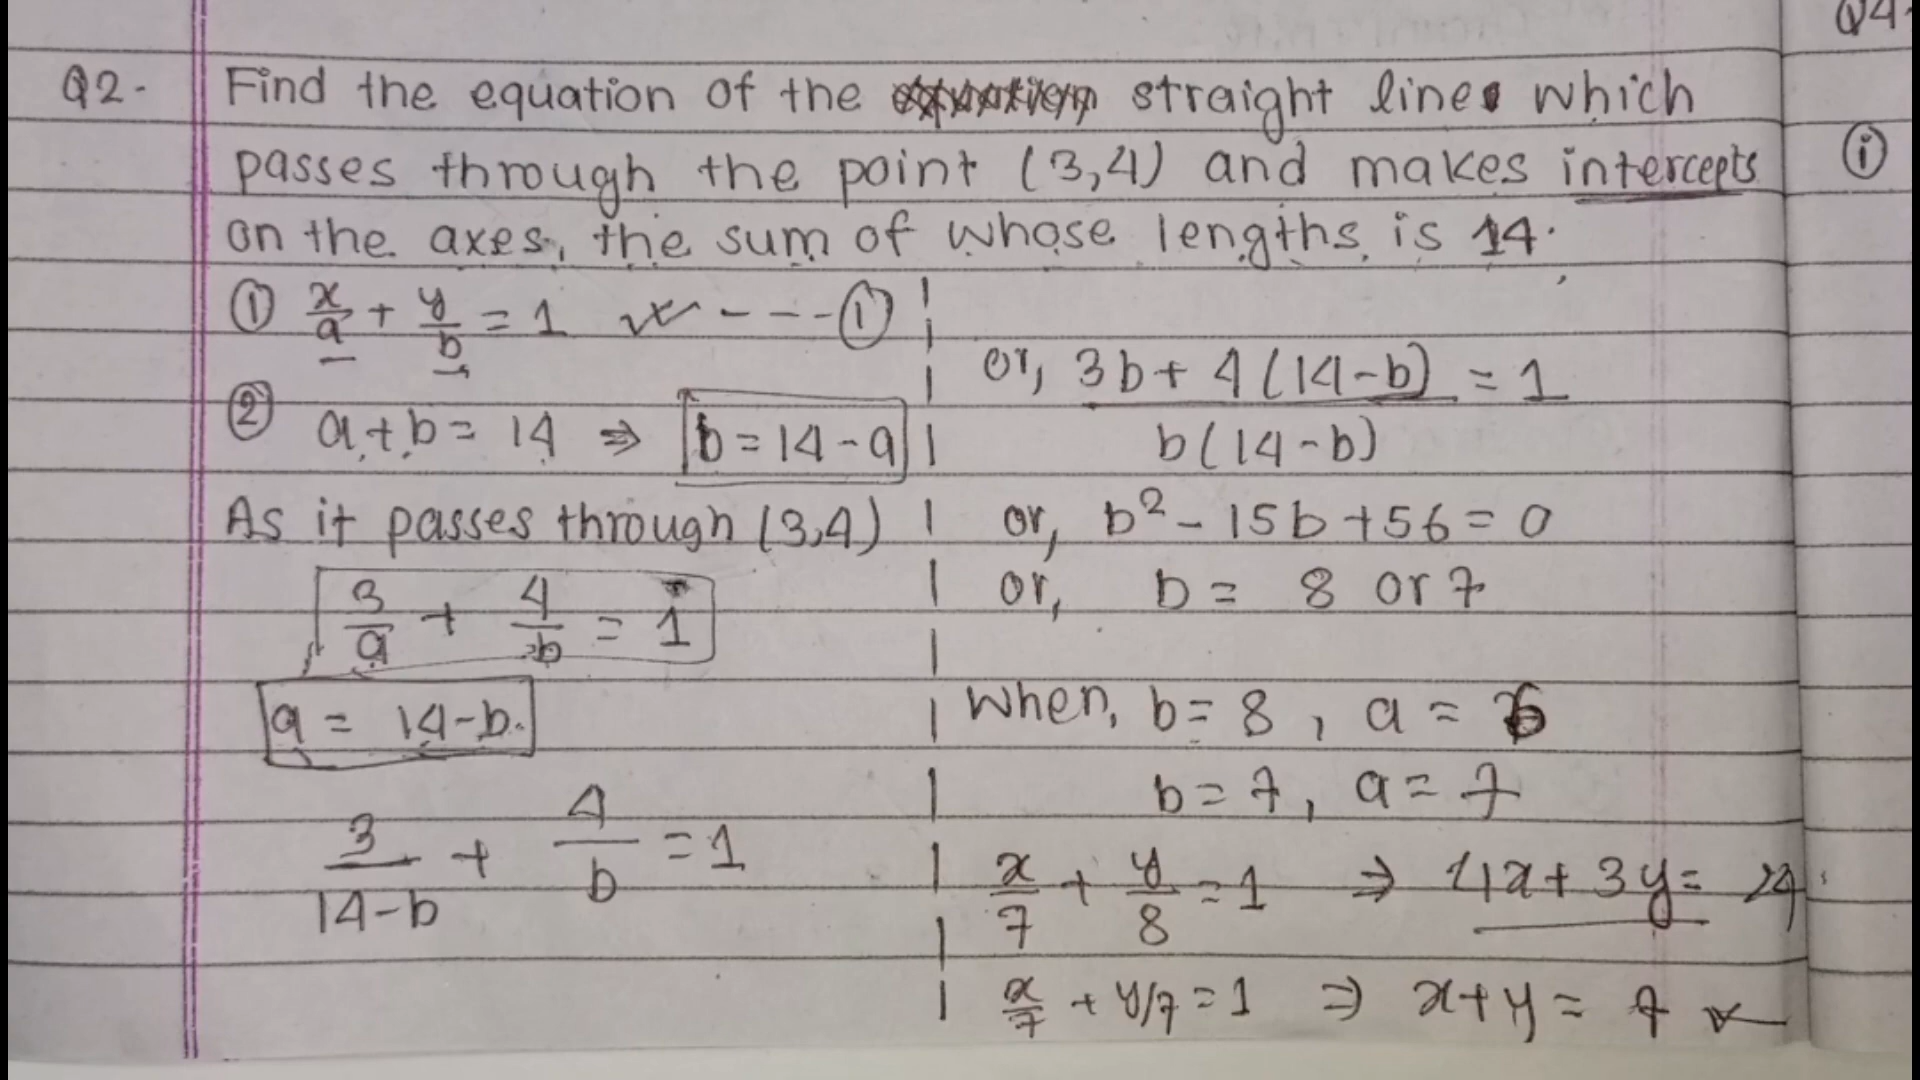 Q4.
Q2. Find the equation of the straight line which
passes through the point (3,4) and makes intercepts
on the axes, the sum of whose lengths is 14.
① x/a + y/b = 1 ---①
② a+b = 14 ⇒ b = 14-a
As it passes through (3,4)
3/a + 4/b = 1
a = 14-b.
3/14-b + 4/b = 1
or, 3b + 4(14-b) / b(14-b) = 1
or, b² - 15b + 56 = 0
or, b = 8 or 7
When, b = 8, a = 6
b = 7, a = 7
x/7 + y/8 = 1 ⇒ 4x + 3y = 24
x/7 + y/7 = 1 ⇒ x+y = 7
ⓘ